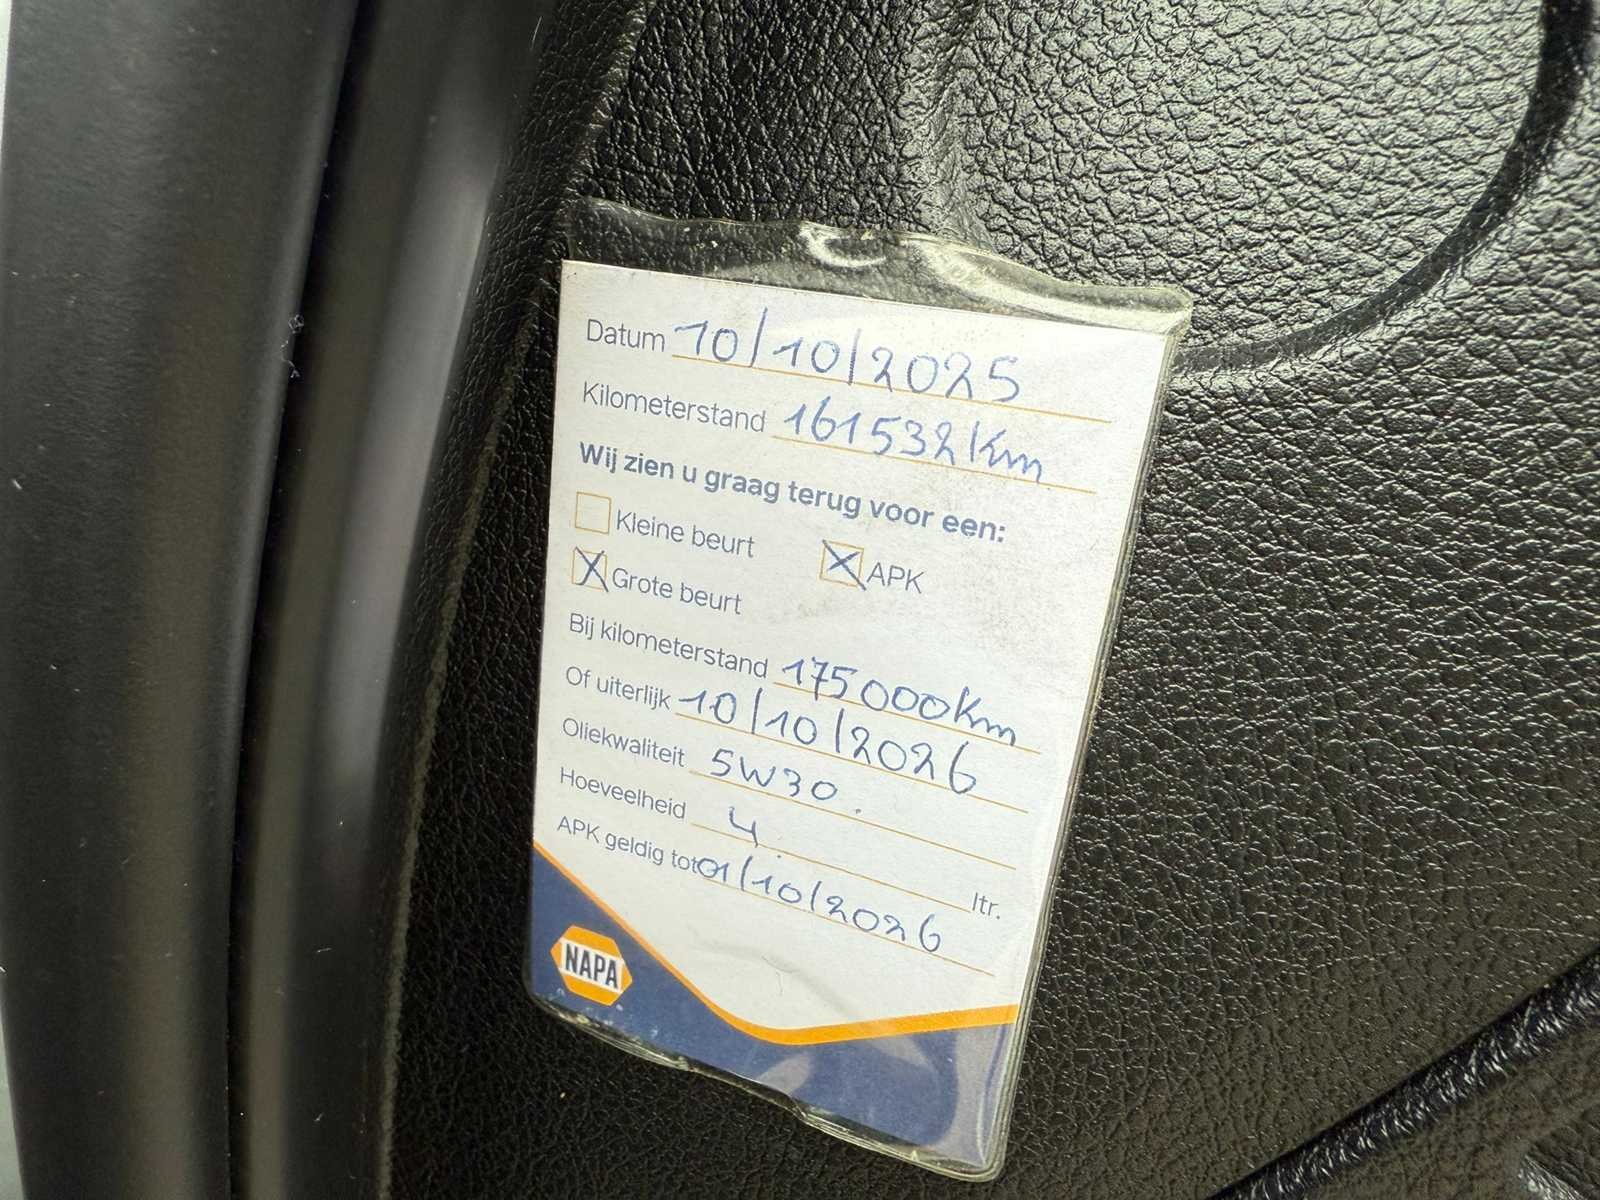 Datum 10/10/2025
Kilometerstand 161532 Km
Wij zien u graag terug voor een:
Kleine beurt
APK
Grote beurt
Bij kilometerstand 175000 Km
Of uiterlijk 10/10/2026
Oliekwaliteit 5W30.
Hoeveelheid 4 ltr.
APK geldig tot 01/10/2026
NAPA